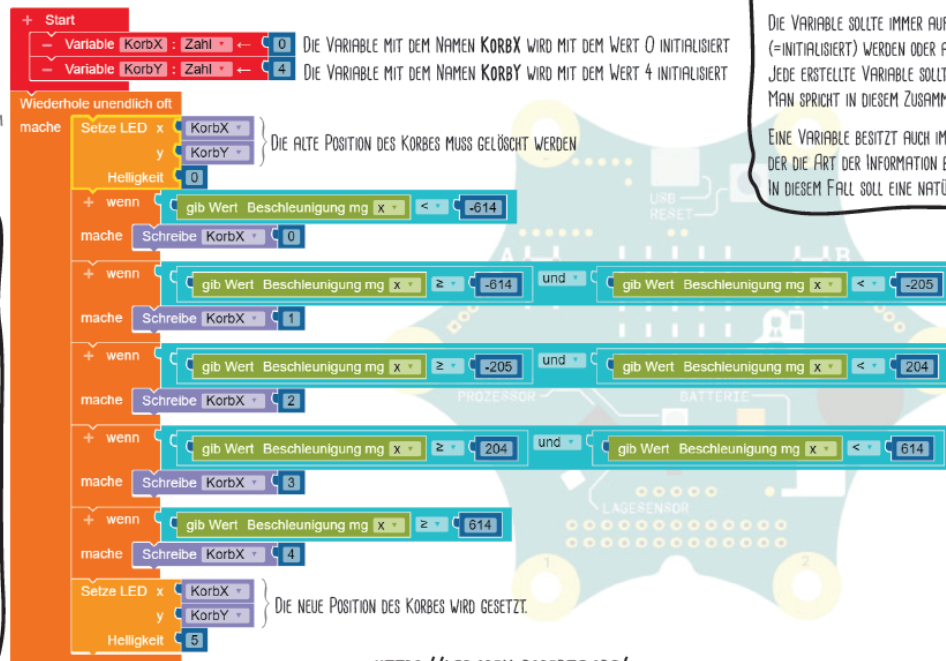 + Start
– Variable KorbX : Zahl ← 0 DIE VARIABLE MIT DEM NAMEN KORBX WIRD MIT DEM WERT 0 INITIALISIERT
– Variable KorbY : Zahl ← 4 DIE VARIABLE MIT DEM NAMEN KORBY WIRD MIT DEM WERT 4 INITIALISIERT
DIE VARIABLE SOLLTE IMMER
(=INITIALISIERT) WERDEN ODER
JEDE ERSTELLTE VARIABLE
MAN SPRICHT IN DIESEM
EINE VARIABLE BESITZT AUCH
DER DIE ART DER INFORMATION
IN DIESEM FALL SOLL EINE
Wiederhole unendlich oft
mache Setze LED x KorbX
y KorbY
Helligkeit 0
DIE ALTE POSITION DES KORBES MUSS GELÖSCHT WERDEN
+ wenn gib Wert Beschleunigung mg x < -614
mache Schreibe KorbX 0
+ wenn gib Wert Beschleunigung mg x ≥ -614 und gib Wert Beschleunigung mg x < -205
mache Schreibe KorbX 1
+ wenn gib Wert Beschleunigung mg x ≥ -205 und gib Wert Beschleunigung mg x < 204
mache Schreibe KorbX 2
+ wenn gib Wert Beschleunigung mg x ≥ 204 und gib Wert Beschleunigung mg x < 614
mache Schreibe KorbX 3
+ wenn gib Wert Beschleunigung mg x ≥ 614
mache Schreibe KorbX 4
Setze LED x KorbX
y KorbY
Helligkeit 5
DIE NEUE POSITION DES KORBES WIRD GESETZT.
USB
RESET
A
B
PROZESSOR
BATTERIE
LAGESENSOR
1
2